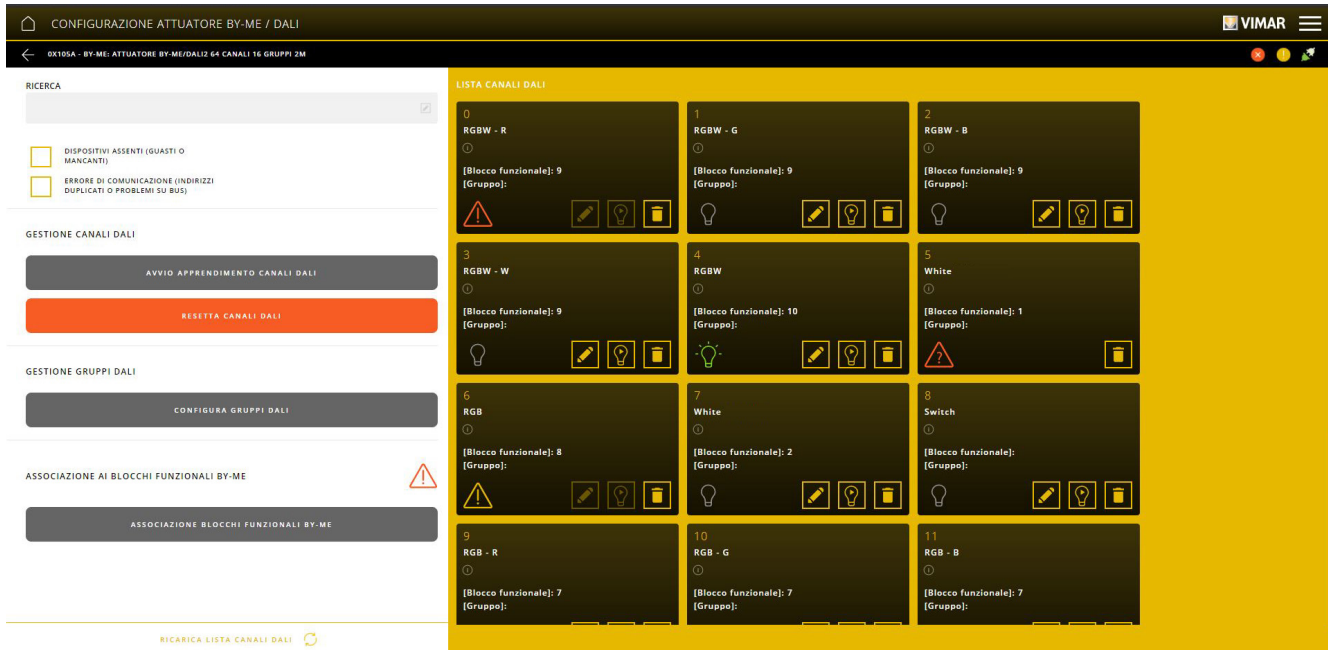 CONFIGURAZIONE ATTUATORE BY-ME / DALI
VIMAR
0X105A - BY-ME: ATTUATORE BY-ME/DALI2 64 CANALI 16 GRUPPI 2M
RICERCA
DISPOSITIVI ASSENTI (GUASTI O
MANCANTI)
ERRORE DI COMUNICAZIONE (INDIRIZZI
DUPLICATI O PROBLEMI SU BUS)
GESTIONE CANALI DALI
AVVIO APPRENDIMENTO CANALI DALI
RESETTA CANALI DALI
GESTIONE GRUPPI DALI
CONFIGURA GRUPPI DALI
ASSOCIAZIONE AI BLOCCHI FUNZIONALI BY-ME
ASSOCIAZIONE BLOCCHI FUNZIONALI BY-ME
RICARICA LISTA CANALI DALI
LISTA CANALI DALI
0
RGBW - R
[Blocco funzionale]: 9
[Gruppo]:
1
RGBW - G
[Blocco funzionale]: 9
[Gruppo]:
2
RGBW - B
[Blocco funzionale]: 9
[Gruppo]:
3
RGBW - W
[Blocco funzionale]: 9
[Gruppo]:
4
RGBW
[Blocco funzionale]: 10
[Gruppo]:
5
White
[Blocco funzionale]: 1
[Gruppo]:
6
RGB
[Blocco funzionale]: 8
[Gruppo]:
7
White
[Blocco funzionale]: 2
[Gruppo]:
8
Switch
[Blocco funzionale]:
[Gruppo]:
9
RGB - R
[Blocco funzionale]: 7
[Gruppo]:
10
RGB - G
[Blocco funzionale]: 7
[Gruppo]:
11
RGB - B
[Blocco funzionale]: 7
[Gruppo]: